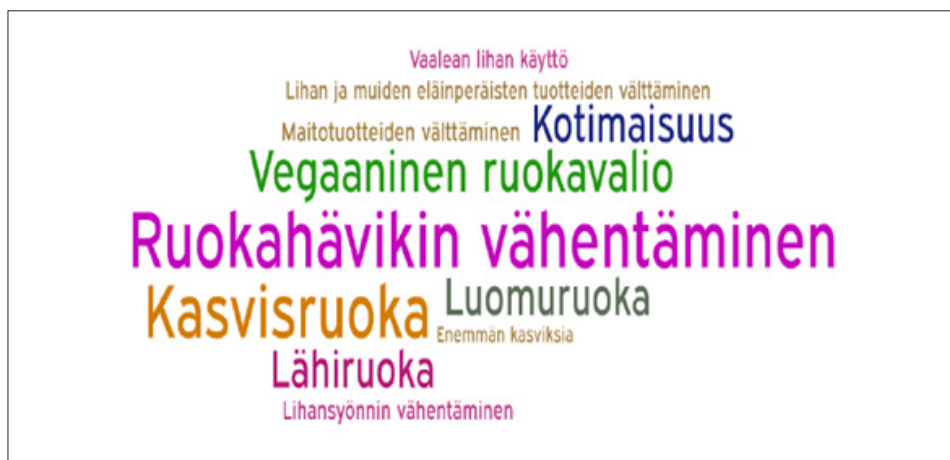 Vaalean lihan käyttö
Lihan ja muiden eläinperäisten tuotteiden välttäminen
Maitotuotteiden välttäminen Kotimaisuus
Vegaaninen ruokavalio
Ruokahävikin vähentäminen
Kasvisruoka Luomuruoka
Enemmän kasviksia
Lähiruoka
Lihansyönnin vähentäminen